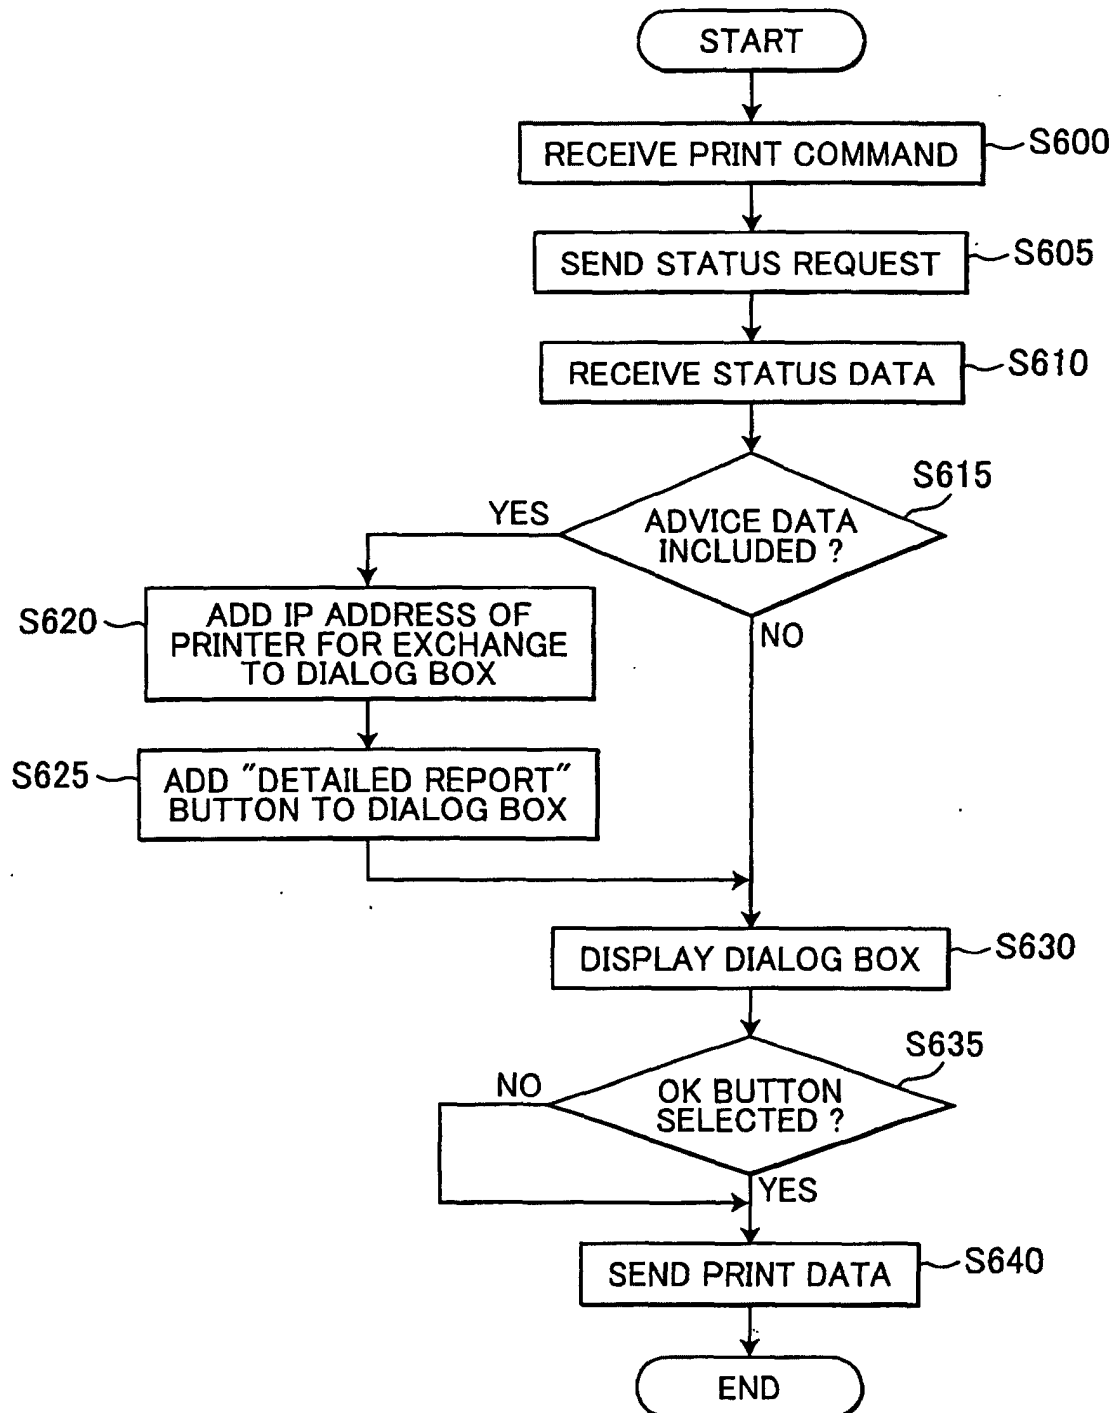 START
RECEIVE PRINT COMMAND
S600
SEND STATUS REQUEST
S605
RECEIVE STATUS DATA
S610
S615
YES
ADVICE DATA
INCLUDED ?
NO
S620
ADD IP ADDRESS OF
PRINTER FOR EXCHANGE
TO DIALOG BOX
S625
ADD "DETAILED REPORT"
BUTTON TO DIALOG BOX
DISPLAY DIALOG BOX
S630
S635
NO
OK BUTTON
SELECTED ?
YES
SEND PRINT DATA
S640
END